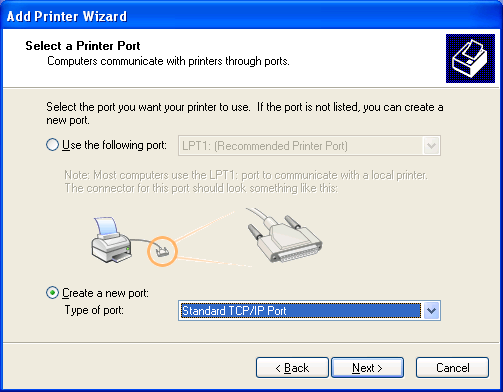 Add Printer Wizard
Select a Printer Port
Computers communicate with printers through ports.
Select the port you want your printer to use.  If the port is not listed, you can create a
new port.
Use the following port:
LPT1: (Recommended Printer Port)
Note: Most computers use the LPT1: port to communicate with a local printer.
The connector for this port should look something like this:
Create a new port:
Type of port:
Standard TCP/IP Port
< Back
Next >
Cancel